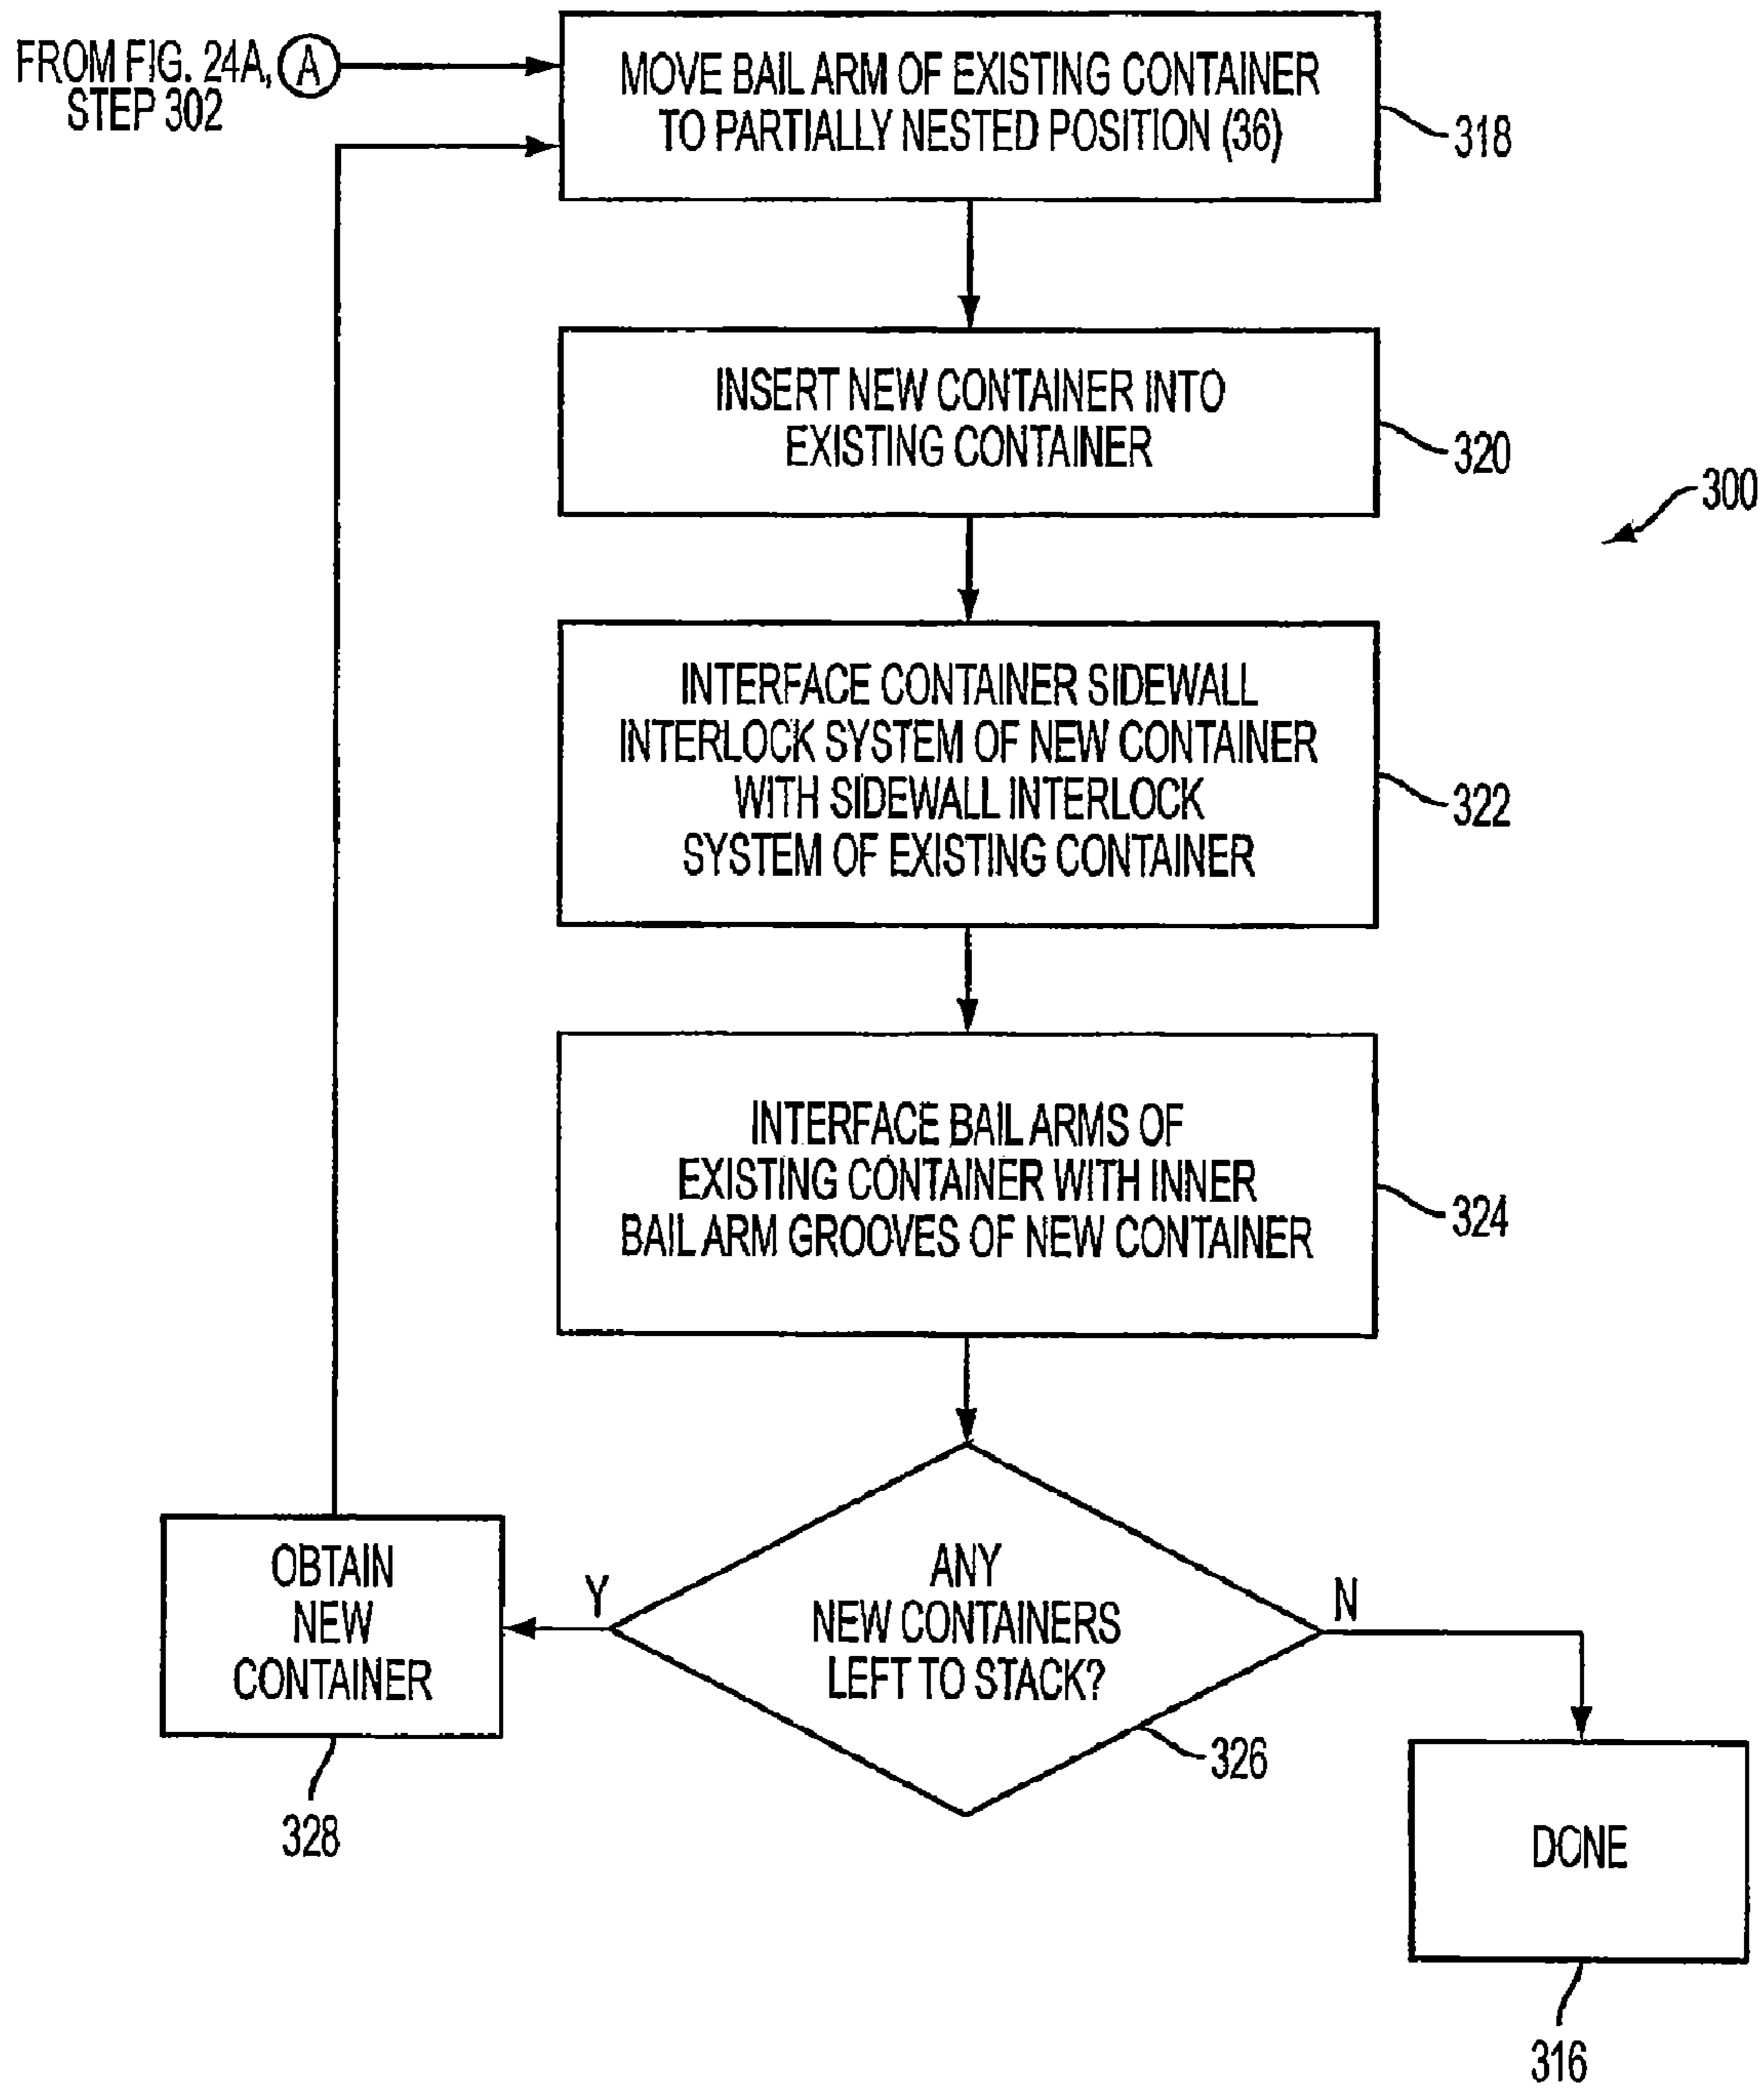 FROM FIG. 24A, A
STEP 302
MOVE BAIL ARM OF EXISTING CONTAINER
TO PARTIALLY NESTED POSITION (36)
318
INSERT NEW CONTAINER INTO
EXISTING CONTAINER
320
300
INTERFACE CONTAINER SIDEWALL
INTERLOCK SYSTEM OF NEW CONTAINER
WITH SIDEWALL INTERLOCK
SYSTEM OF EXISTING CONTAINER
322
INTERFACE BAIL ARMS OF
EXISTING CONTAINER WITH INNER
BAIL ARM GROOVES OF NEW CONTAINER
324
ANY
NEW CONTAINERS
LEFT TO STACK?
326
Y
N
OBTAIN
NEW
CONTAINER
328
DONE
316